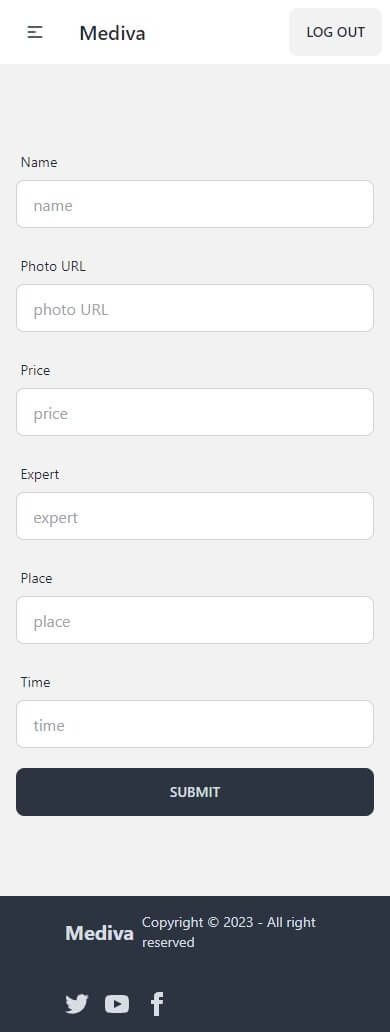 Mediva
LOG OUT
Name
name
Photo URL
photo URL
Price
price
Expert
expert
Place
place
Time
time
SUBMIT
Mediva
Copyright © 2023 - All right
reserved